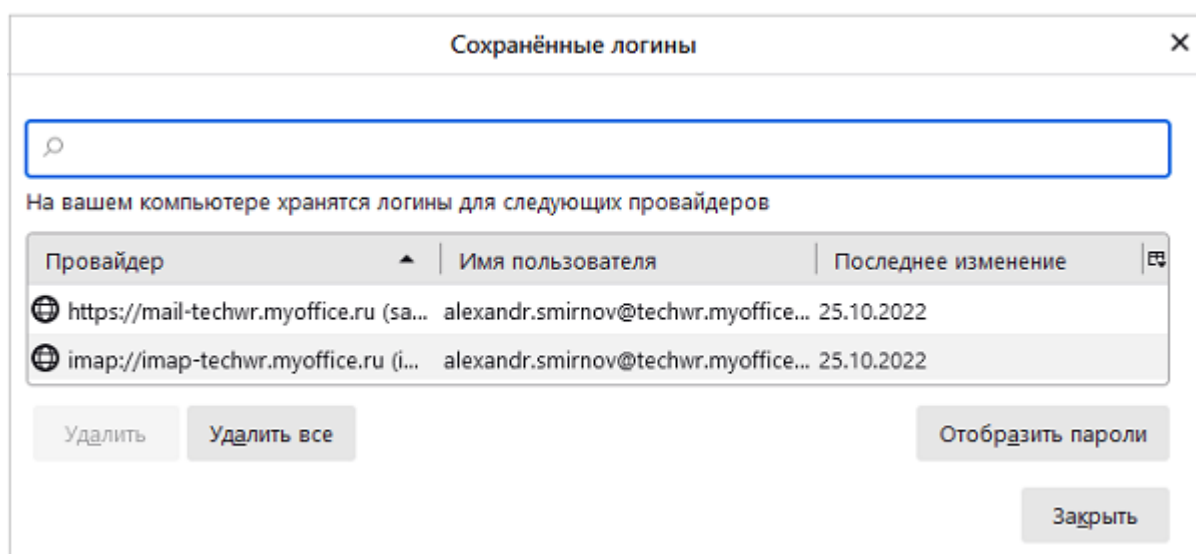 Сохранённые логины
На вашем компьютере хранятся логины для следующих провайдеров
Провайдер Имя пользователя Последнее изменение
https://mail-techwr.myoffice.ru (sa... alexandr.smirnov@techwr.myoffice... 25.10.2022
imap://imap-techwr.myoffice.ru (i... alexandr.smirnov@techwr.myoffice... 25.10.2022
Удалить Удалить все Отобразить пароли
Закрыть